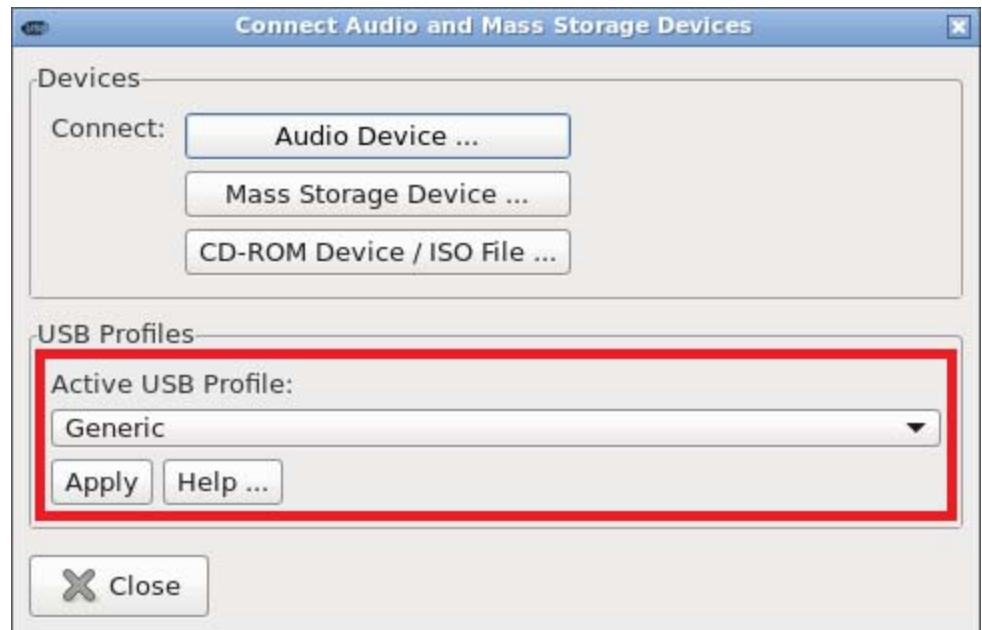 Connect Audio and Mass Storage Devices
Devices
Connect:
Audio Device ...
Mass Storage Device ...
CD-ROM Device / ISO File ...
USB Profiles
Active USB Profile:
Generic
Apply
Help ...
Close